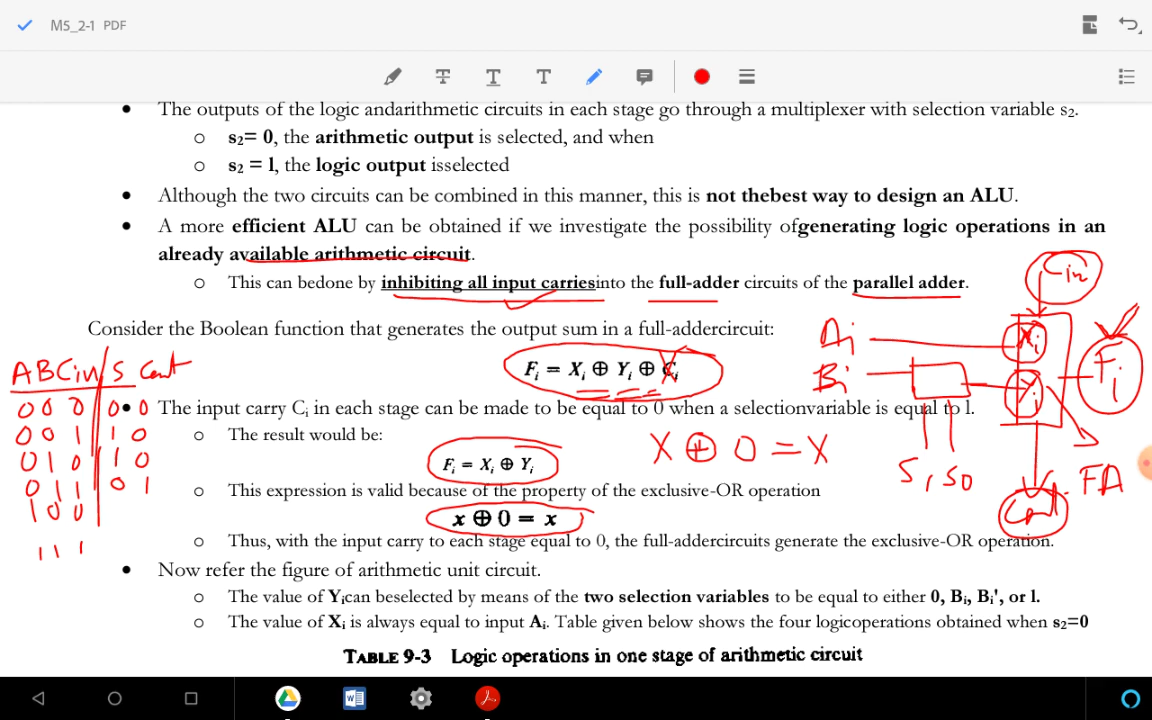 M5_2-1 PDF
The outputs of the logic andarithmetic circuits in each stage go through a multiplexer with selection variable s2.
s2= 0, the arithmetic output is selected, and when
s2 = l, the logic output isselected
Although the two circuits can be combined in this manner, this is not thebest way to design an ALU.
A more efficient ALU can be obtained if we investigate the possibility ofgenerating logic operations in an
already available arithmetic circuit.
This can bedone by inhibiting all input carriesinto the full-adder circuits of the parallel adder.
Cin
Consider the Boolean function that generates the output sum in a full-addercircuit:
Ai Xi
Fi = Xi ⊕ Yi ⊕ Ci
A B Cin S Cout
Bi Yi Fi
0 0 0 0 0
The input carry Ci in each stage can be made to be equal to 0 when a selectionvariable is equal to l.
0 0 1 1 0
The result would be:
X ⊕ 0 = X
0 1 0 1 0
Fi = Xi ⊕ Yi
S1 S0
FA
0 1 1 0 1
This expression is valid because of the property of the exclusive-OR operation
1 0 0
x ⊕ 0 = x
Cout
1 1 1
Thus, with the input carry to each stage equal to 0, the full-addercircuits generate the exclusive-OR operation.
Now refer the figure of arithmetic unit circuit.
The value of Yican beselected by means of the two selection variables to be equal to either 0, Bi, Bi', or l.
The value of Xi is always equal to input Ai. Table given below shows the four logicoperations obtained when s2=0
TABLE 9-3 Logic operations in one stage of arithmetic circuit